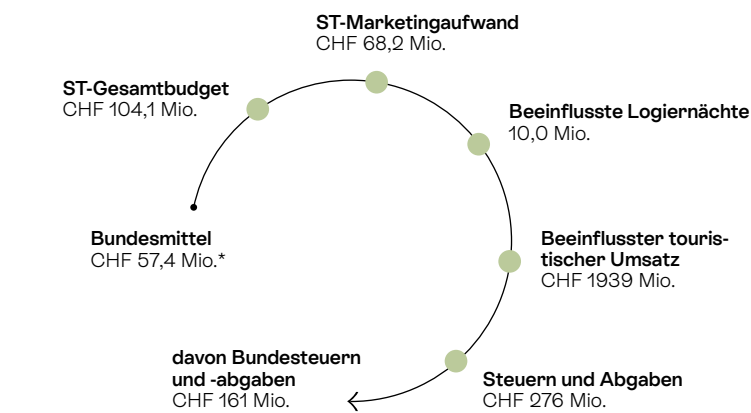 ST-Marketingaufwand
CHF 68,2 Mio.
ST-Gesamtbudget
CHF 104,1 Mio.
Beeinflusste Logiernächte
10,0 Mio.
Bundesmittel
CHF 57,4 Mio.*
Beeinflusster touris-
tischer Umsatz
CHF 1939 Mio.
davon Bundesteuern
und -abgaben
CHF 161 Mio.
Steuern und Abgaben
CHF 276 Mio.